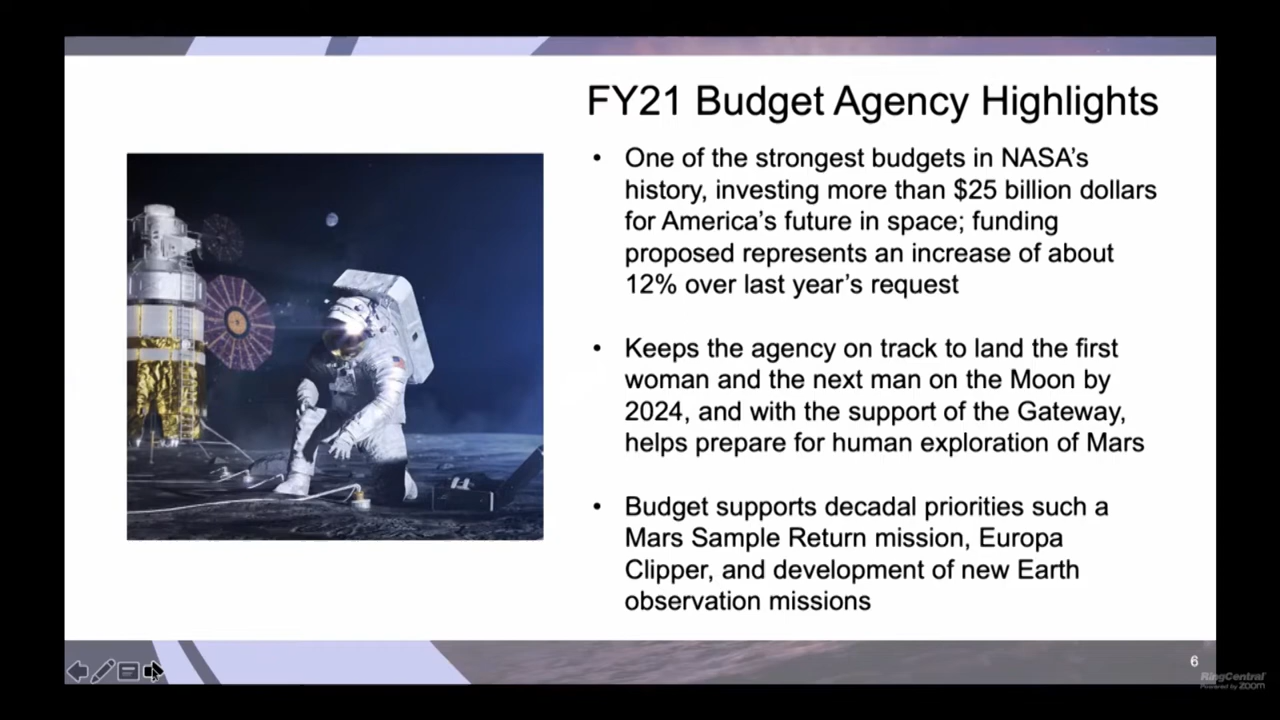 FY21 Budget Agency Highlights
• One of the strongest budgets in NASA's
history, investing more than $25 billion dollars
for America's future in space; funding
proposed represents an increase of about
12% over last year's request
• Keeps the agency on track to land the first
woman and the next man on the Moon by
2024, and with the support of the Gateway,
helps prepare for human exploration of Mars
• Budget supports decadal priorities such a
Mars Sample Return mission, Europa
Clipper, and development of new Earth
observation missions
6
RingCentral
Powered by zoom